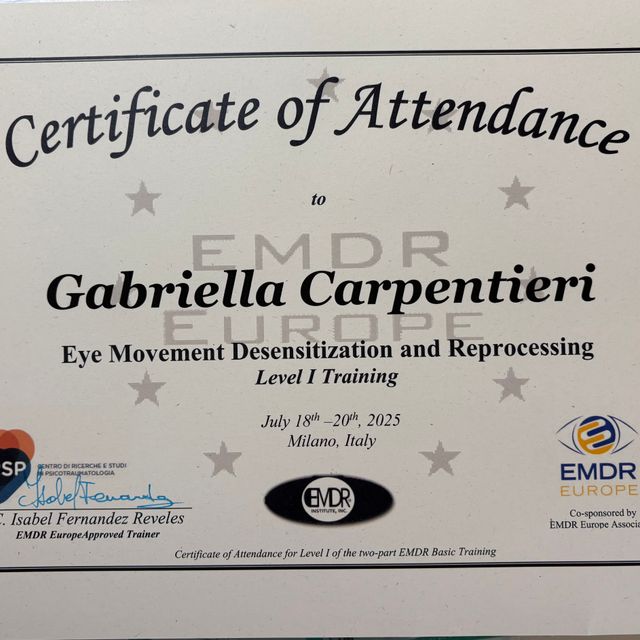 Certificate of Attendance
to
EMDR
Gabriella Carpentieri
EUROPE
Eye Movement Desensitization and Reprocessing
Level I Training
July 18th –20th, 2025
Milano, Italy
SP
CENTRO DI RICERCHE E STUDI
IN PSICOTRAUMATOLOGIA
Isabel Fernandez
C. Isabel Fernandez Reveles
EMDR EuropeApproved Trainer
EMDR
INSTITUTE, INC.
EMDR
EUROPE
Co-sponsored by
EMDR Europe Associa
Certificate of Attendance for Level I of the two-part EMDR Basic Training